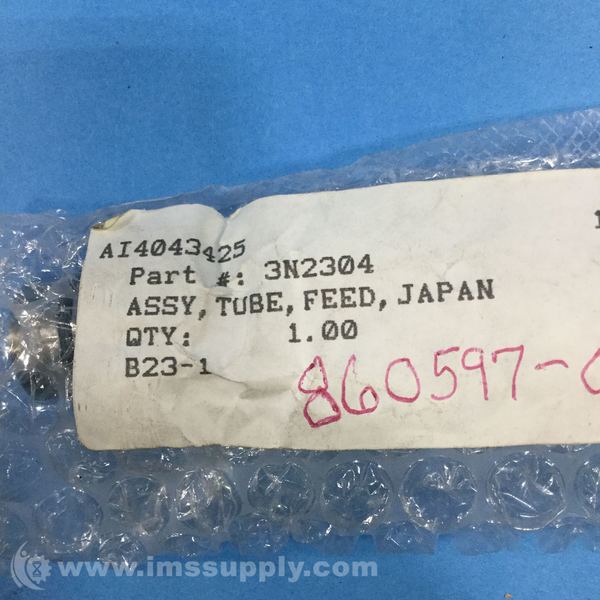 AI4043425
Part #: 3N2304
ASSY, TUBE, FEED, JAPAN
QTY: 1.00
B23-1
860597-
www.imssupply.com